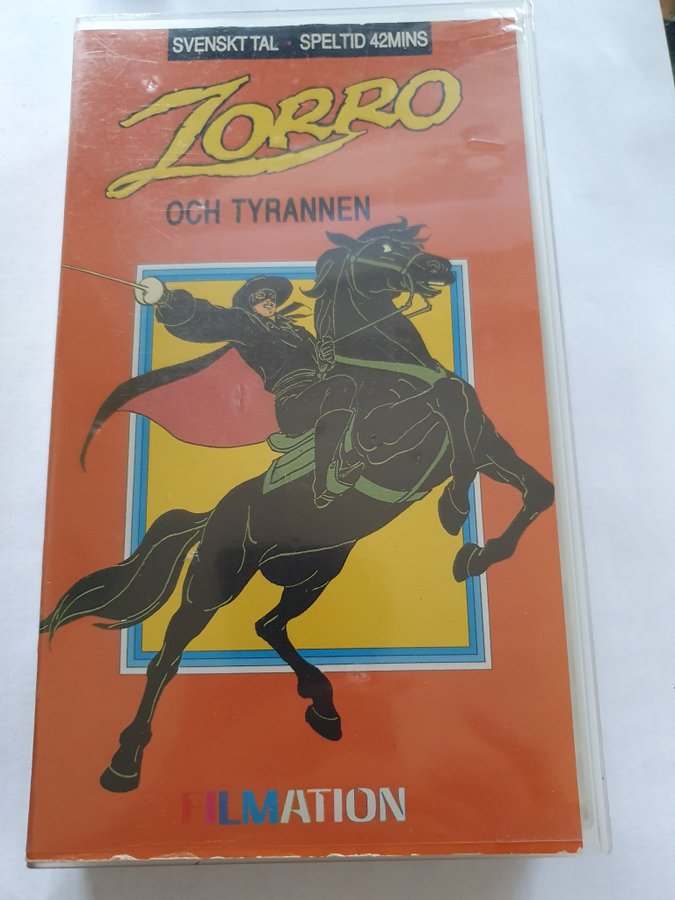 SVENSKT TAL · SPELTID 42MINS
ZORRO
OCH TYRANNEN
FILMATION